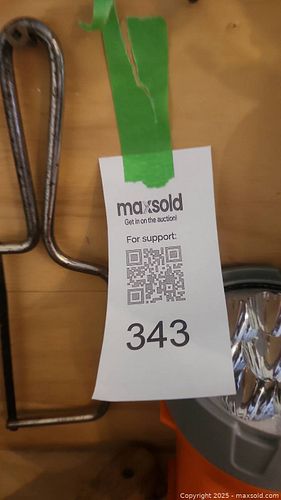 maxsold
Get in on the auction!
For support:
343
Copyright © 2025 - maxsold.com